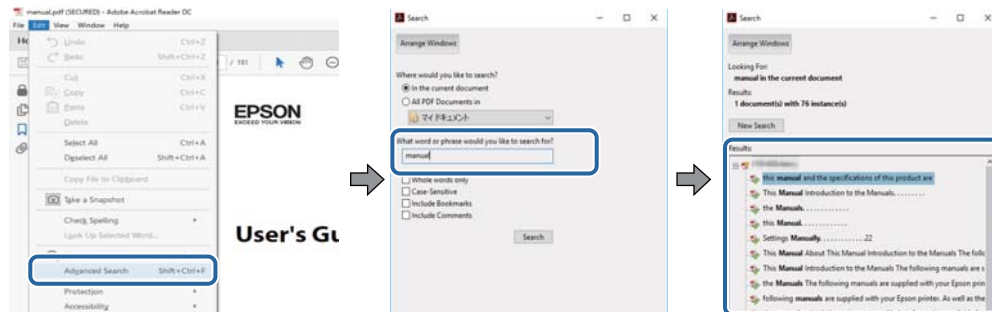 manual.pdf (SECURED) - Adobe Acrobat Reader DC
File Edit View Window Help
Undo Ctrl+Z
Redo Shift+Ctrl+Z
Cut Ctrl+X
Copy Ctrl+C
Paste Ctrl+V
Delete
Select All Ctrl+A
Deselect All Shift+Ctrl+A
Copy File to Clipboard
Take a Snapshot
Check Spelling
Look Up Selected Word...
Advanced Search Shift+Ctrl+F
Protection
Accessibility
/ 191
EPSON
EXCEED YOUR VISION
User's Gu
Search
Arrange Windows
Where would you like to search?
In the current document
All PDF Documents in
マイ ドキュメント
What word or phrase would you like to search for?
manual
Whole words only
Case-Sensitive
Include Bookmarks
Include Comments
Search
Search
Arrange Windows
Looking For:
manual in the current document
Results:
1 document(s) with 76 instance(s)
New Search
Results:
this manual and the specifications of this product are
This Manual Introduction to the Manuals. . . . . . . . .
the Manuals. . . . . . . . . . . .
this Manual. . . . . . . . . . . .
Settings Manually. . . . . . . . . . . .22
This Manual About This Manual Introduction to the Manuals The follo
This Manual Introduction to the Manuals The following manuals are s
the Manuals The following manuals are supplied with your Epson prin
following manuals are supplied with your Epson printer. As well as the